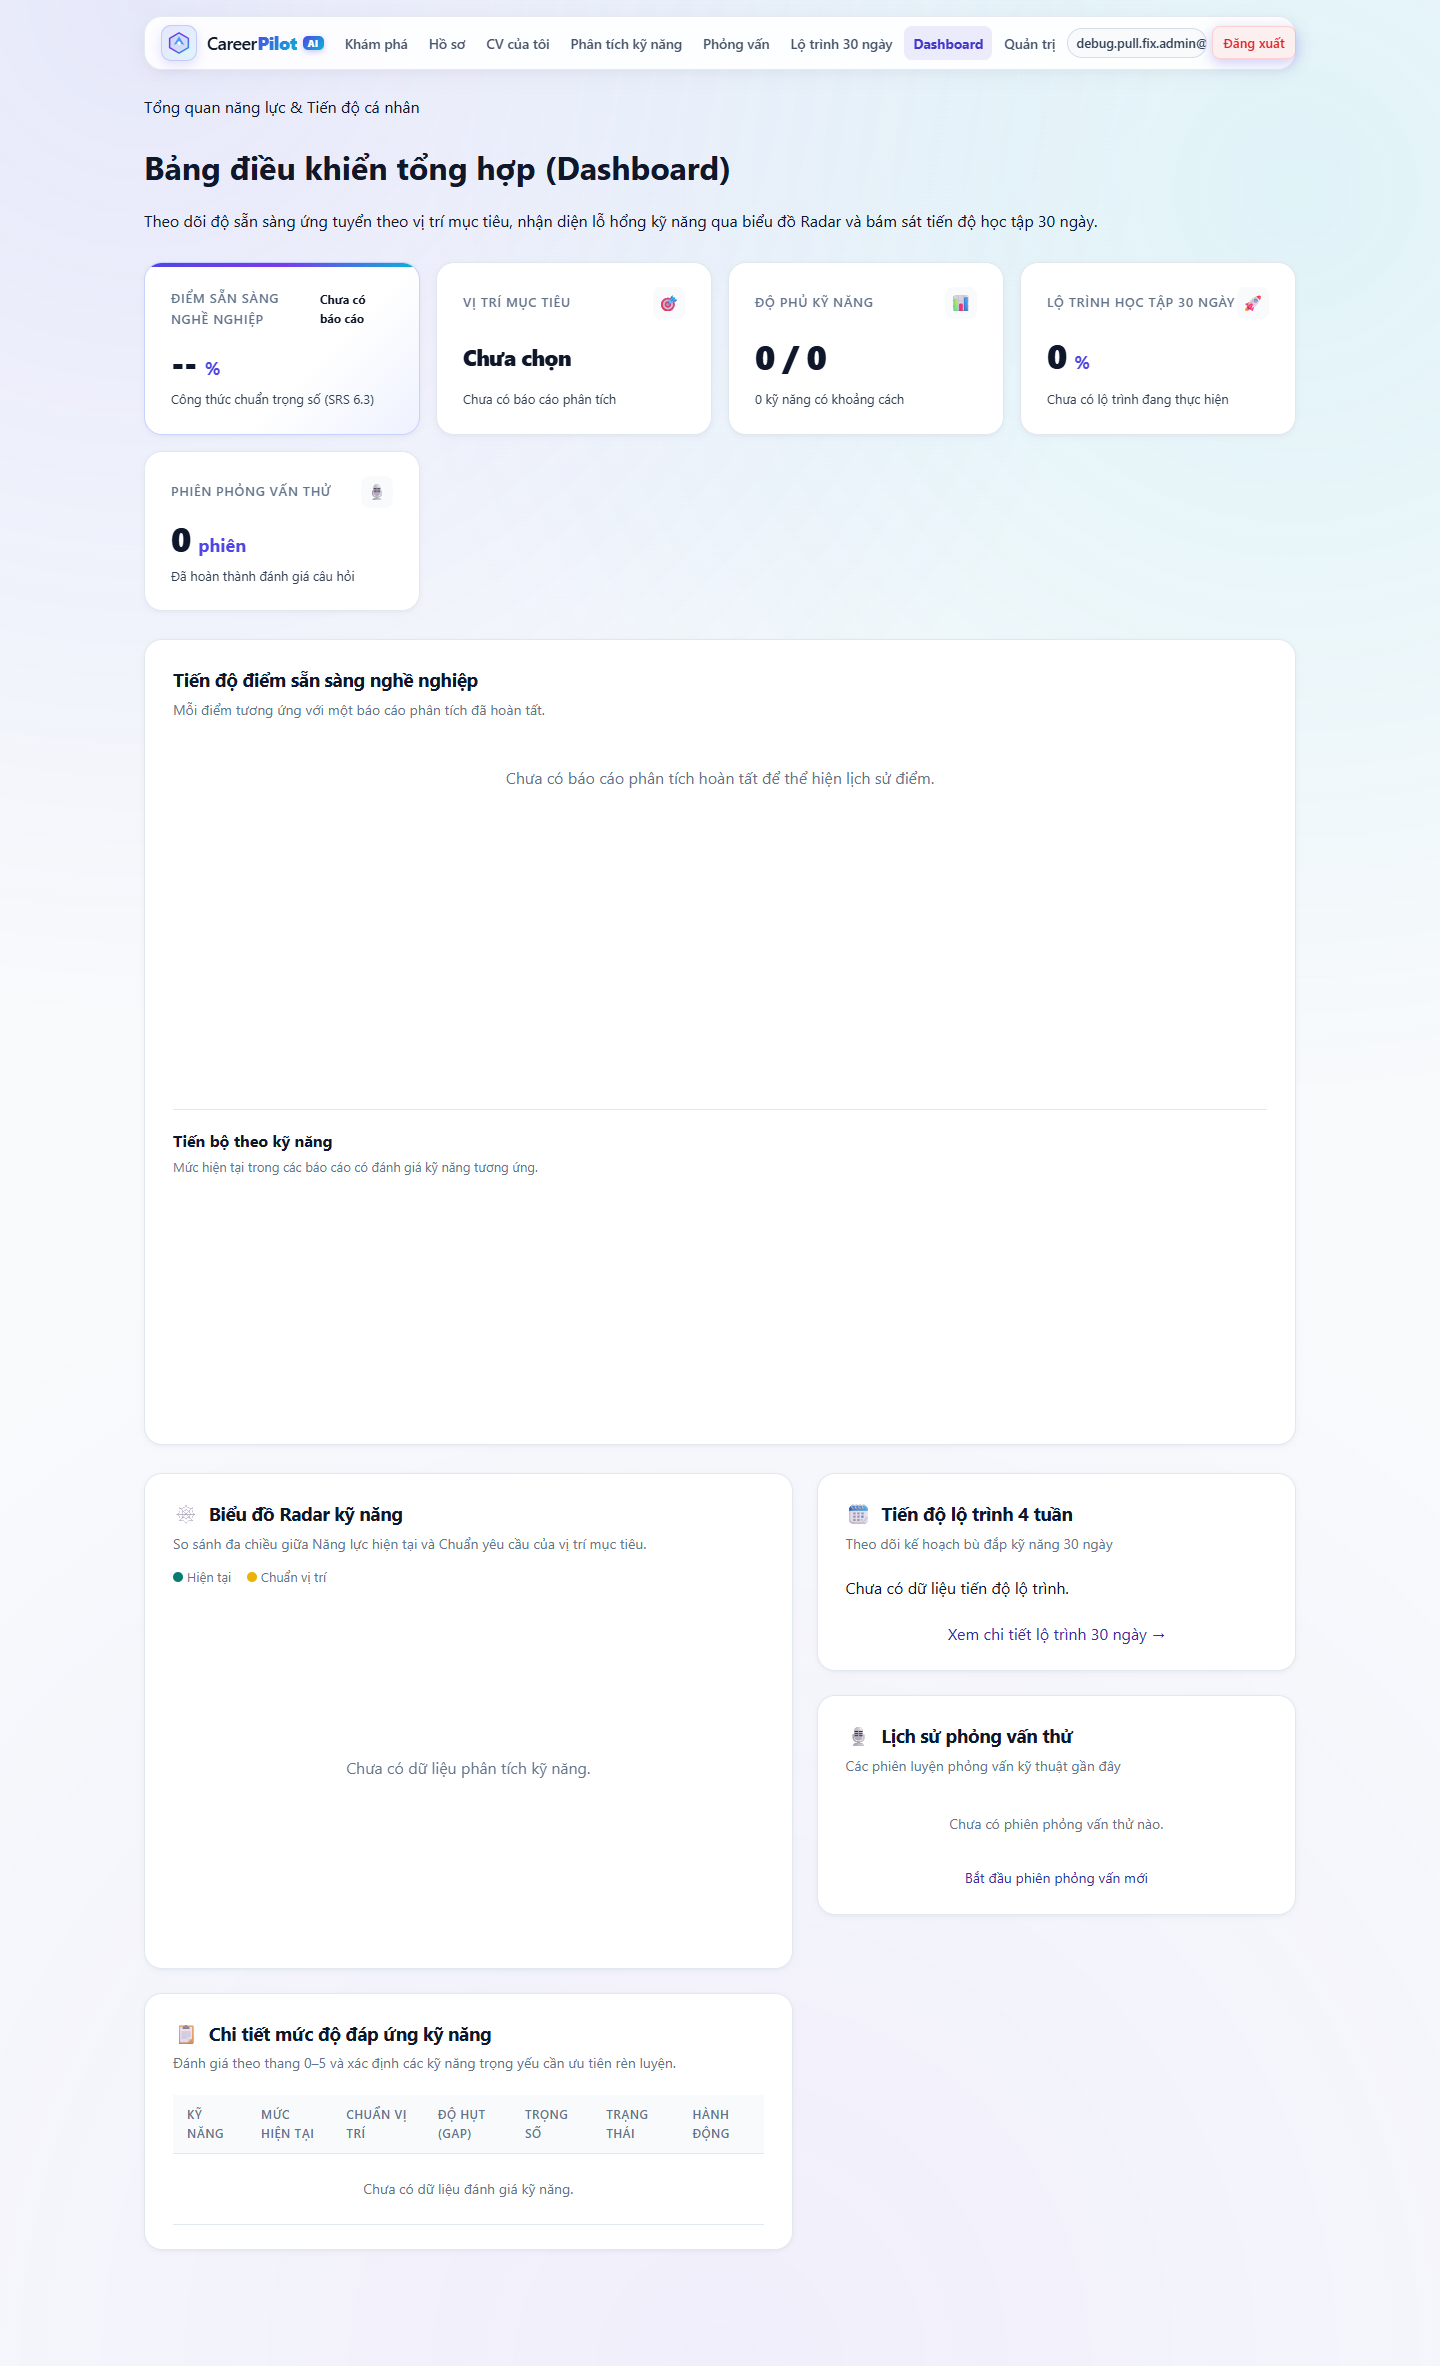 CareerPilot AI
Khám phá
Hồ sơ
CV của tôi
Phân tích kỹ năng
Phỏng vấn
Lộ trình 30 ngày
Dashboard
Quản trị
debug.pull.fix.admin@
Đăng xuất
Tổng quan năng lực & Tiến độ cá nhân
Bảng điều khiển tổng hợp (Dashboard)
Theo dõi độ sẵn sàng ứng tuyển theo vị trí mục tiêu, nhận diện lỗ hổng kỹ năng qua biểu đồ Radar và bám sát tiến độ học tập 30 ngày.
ĐIỂM SẴN SÀNG
NGHỀ NGHIỆP
Chưa có
báo cáo
-- %
Công thức chuẩn trọng số (SRS 6.3)
VỊ TRÍ MỤC TIÊU
Chưa chọn
Chưa có báo cáo phân tích
ĐỘ PHỦ KỸ NĂNG
0 / 0
0 kỹ năng có khoảng cách
LỘ TRÌNH HỌC TẬP 30 NGÀY
0 %
Chưa có lộ trình đang thực hiện
PHIÊN PHỎNG VẤN THỬ
0 phiên
Đã hoàn thành đánh giá câu hỏi
Tiến độ điểm sẵn sàng nghề nghiệp
Mỗi điểm tương ứng với một báo cáo phân tích đã hoàn tất.
Chưa có báo cáo phân tích hoàn tất để thể hiện lịch sử điểm.
Tiến bộ theo kỹ năng
Mức hiện tại trong các báo cáo có đánh giá kỹ năng tương ứng.
Biểu đồ Radar kỹ năng
So sánh đa chiều giữa Năng lực hiện tại và Chuẩn yêu cầu của vị trí mục tiêu.
Hiện tại
Chuẩn vị trí
Chưa có dữ liệu phân tích kỹ năng.
Tiến độ lộ trình 4 tuần
Theo dõi kế hoạch bù đắp kỹ năng 30 ngày
Chưa có dữ liệu tiến độ lộ trình.
Xem chi tiết lộ trình 30 ngày →
Lịch sử phỏng vấn thử
Các phiên luyện phỏng vấn kỹ thuật gần đây
Chưa có phiên phỏng vấn thử nào.
Bắt đầu phiên phỏng vấn mới
Chi tiết mức độ đáp ứng kỹ năng
Đánh giá theo thang 0–5 và xác định các kỹ năng trọng yếu cần ưu tiên rèn luyện.
KỸ
NĂNG
MỨC
HIỆN TẠI
CHUẨN VỊ
TRÍ
ĐỘ HỤT
(GAP)
TRỌNG
SỐ
TRẠNG
THÁI
HÀNH
ĐỘNG
Chưa có dữ liệu đánh giá kỹ năng.